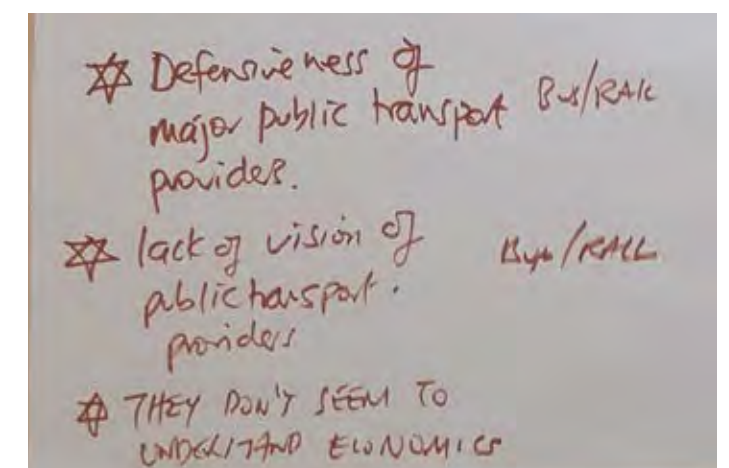 Defensiveness of
major public transport Bus/RAIL
provides.
lack of vision of Bus/RAIL
public transport.
providers
THEY DON'T SEEM TO
UNDERSTAND ECONOMICS